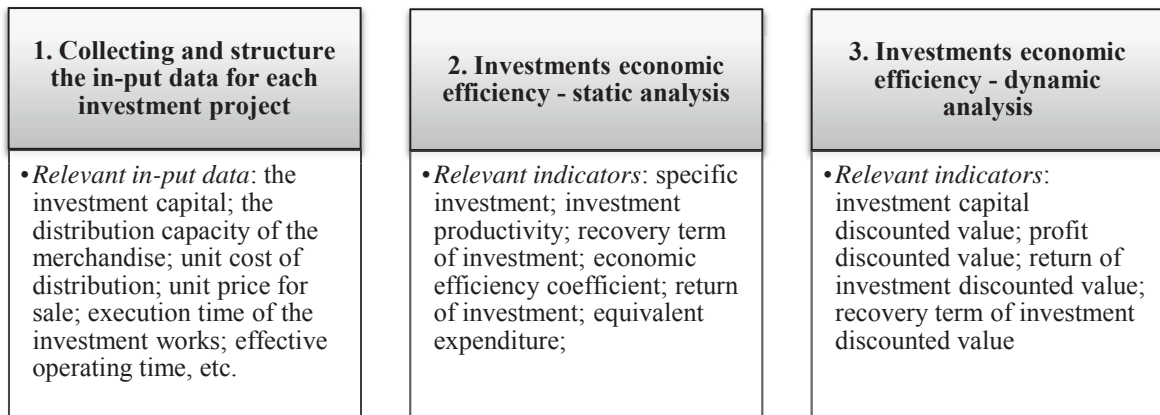 1. Collecting and structure
the in-put data for each
investment project
•Relevant in-put data: the
investment capital; the
distribution capacity of the
merchandise; unit cost of
distribution; unit price for
sale; execution time of the
investment works; effective
operating time, etc.
2. Investments economic
efficiency - static analysis
•Relevant indicators: specific
investment; investment
productivity; recovery term
of investment; economic
efficiency coefficient; return
of investment; equivalent
expenditure;
3. Investments economic
efficiency - dynamic
analysis
•Relevant indicators:
investment capital
discounted value; profit
discounted value; return of
investment discounted value;
recovery term of investment
discounted value